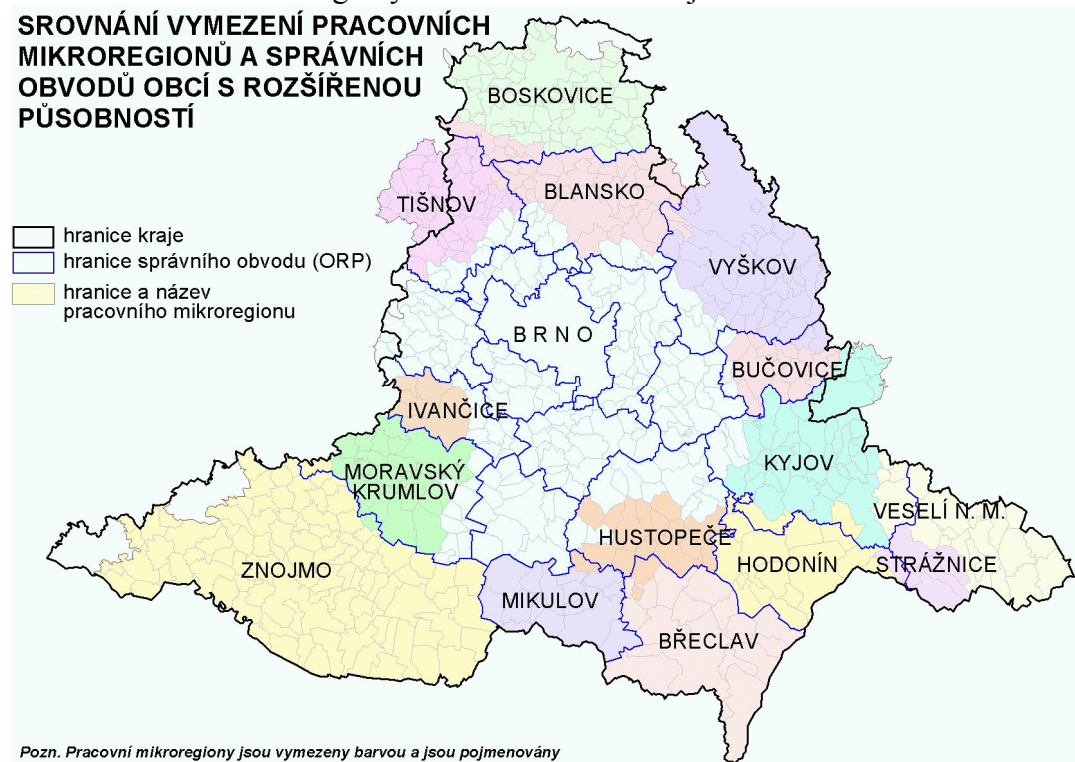 SROVNÁNÍ VYMEZENÍ PRACOVNÍCH
MIKROREGIONŮ A SPRÁVNÍCH
OBVODŮ OBCÍ S ROZŠÍŘENOU
PŮSOBNOSTÍ
BOSKOVICE
TIŠNOV
BLANSKO
hranice kraje
hranice správního obvodu (ORP)
hranice a název
pracovního mikroregionu
VYŠKOV
BRNO
BUČOVICE
IVANČICE
MORAVSKÝ
KRUMLOV
KYJOV
VESELÍ N. M.
HUSTOPEČE
HODONÍN
STRÁŽNICE
ZNOJMO
MIKULOV
BŘECLAV
Pozn. Pracovní mikroregiony jsou vymezeny barvou a jsou pojmenovány